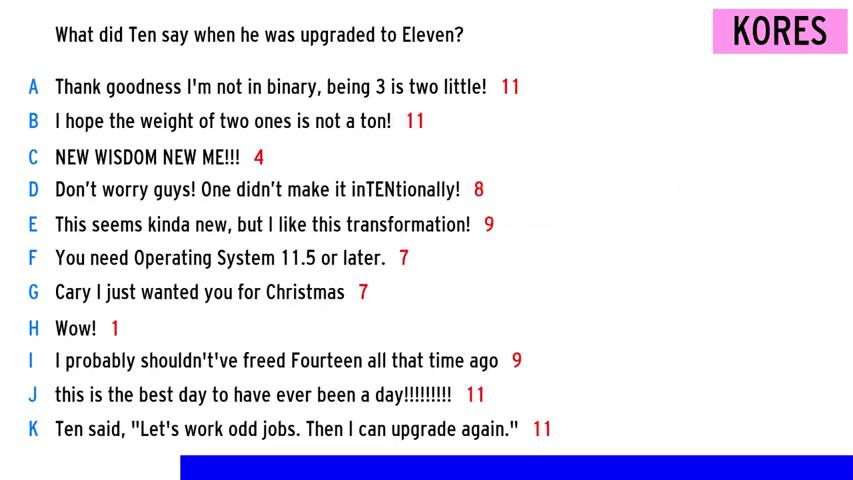 What did Ten say when he was upgraded to Eleven?
KORES
A Thank goodness I'm not in binary, being 3 is two little! 11
B I hope the weight of two ones is not a ton! 11
C NEW WISDOM NEW ME!!! 4
D Don’t worry guys! One didn’t make it inTENtionally! 8
E This seems kinda new, but I like this transformation! 9
F You need Operating System 11.5 or later. 7
G Cary I just wanted you for Christmas 7
H Wow! 1
I I probably shouldn't've freed Fourteen all that time ago 9
J this is the best day to have ever been a day!!!!!!!!! 11
K Ten said, "Let's work odd jobs. Then I can upgrade again." 11